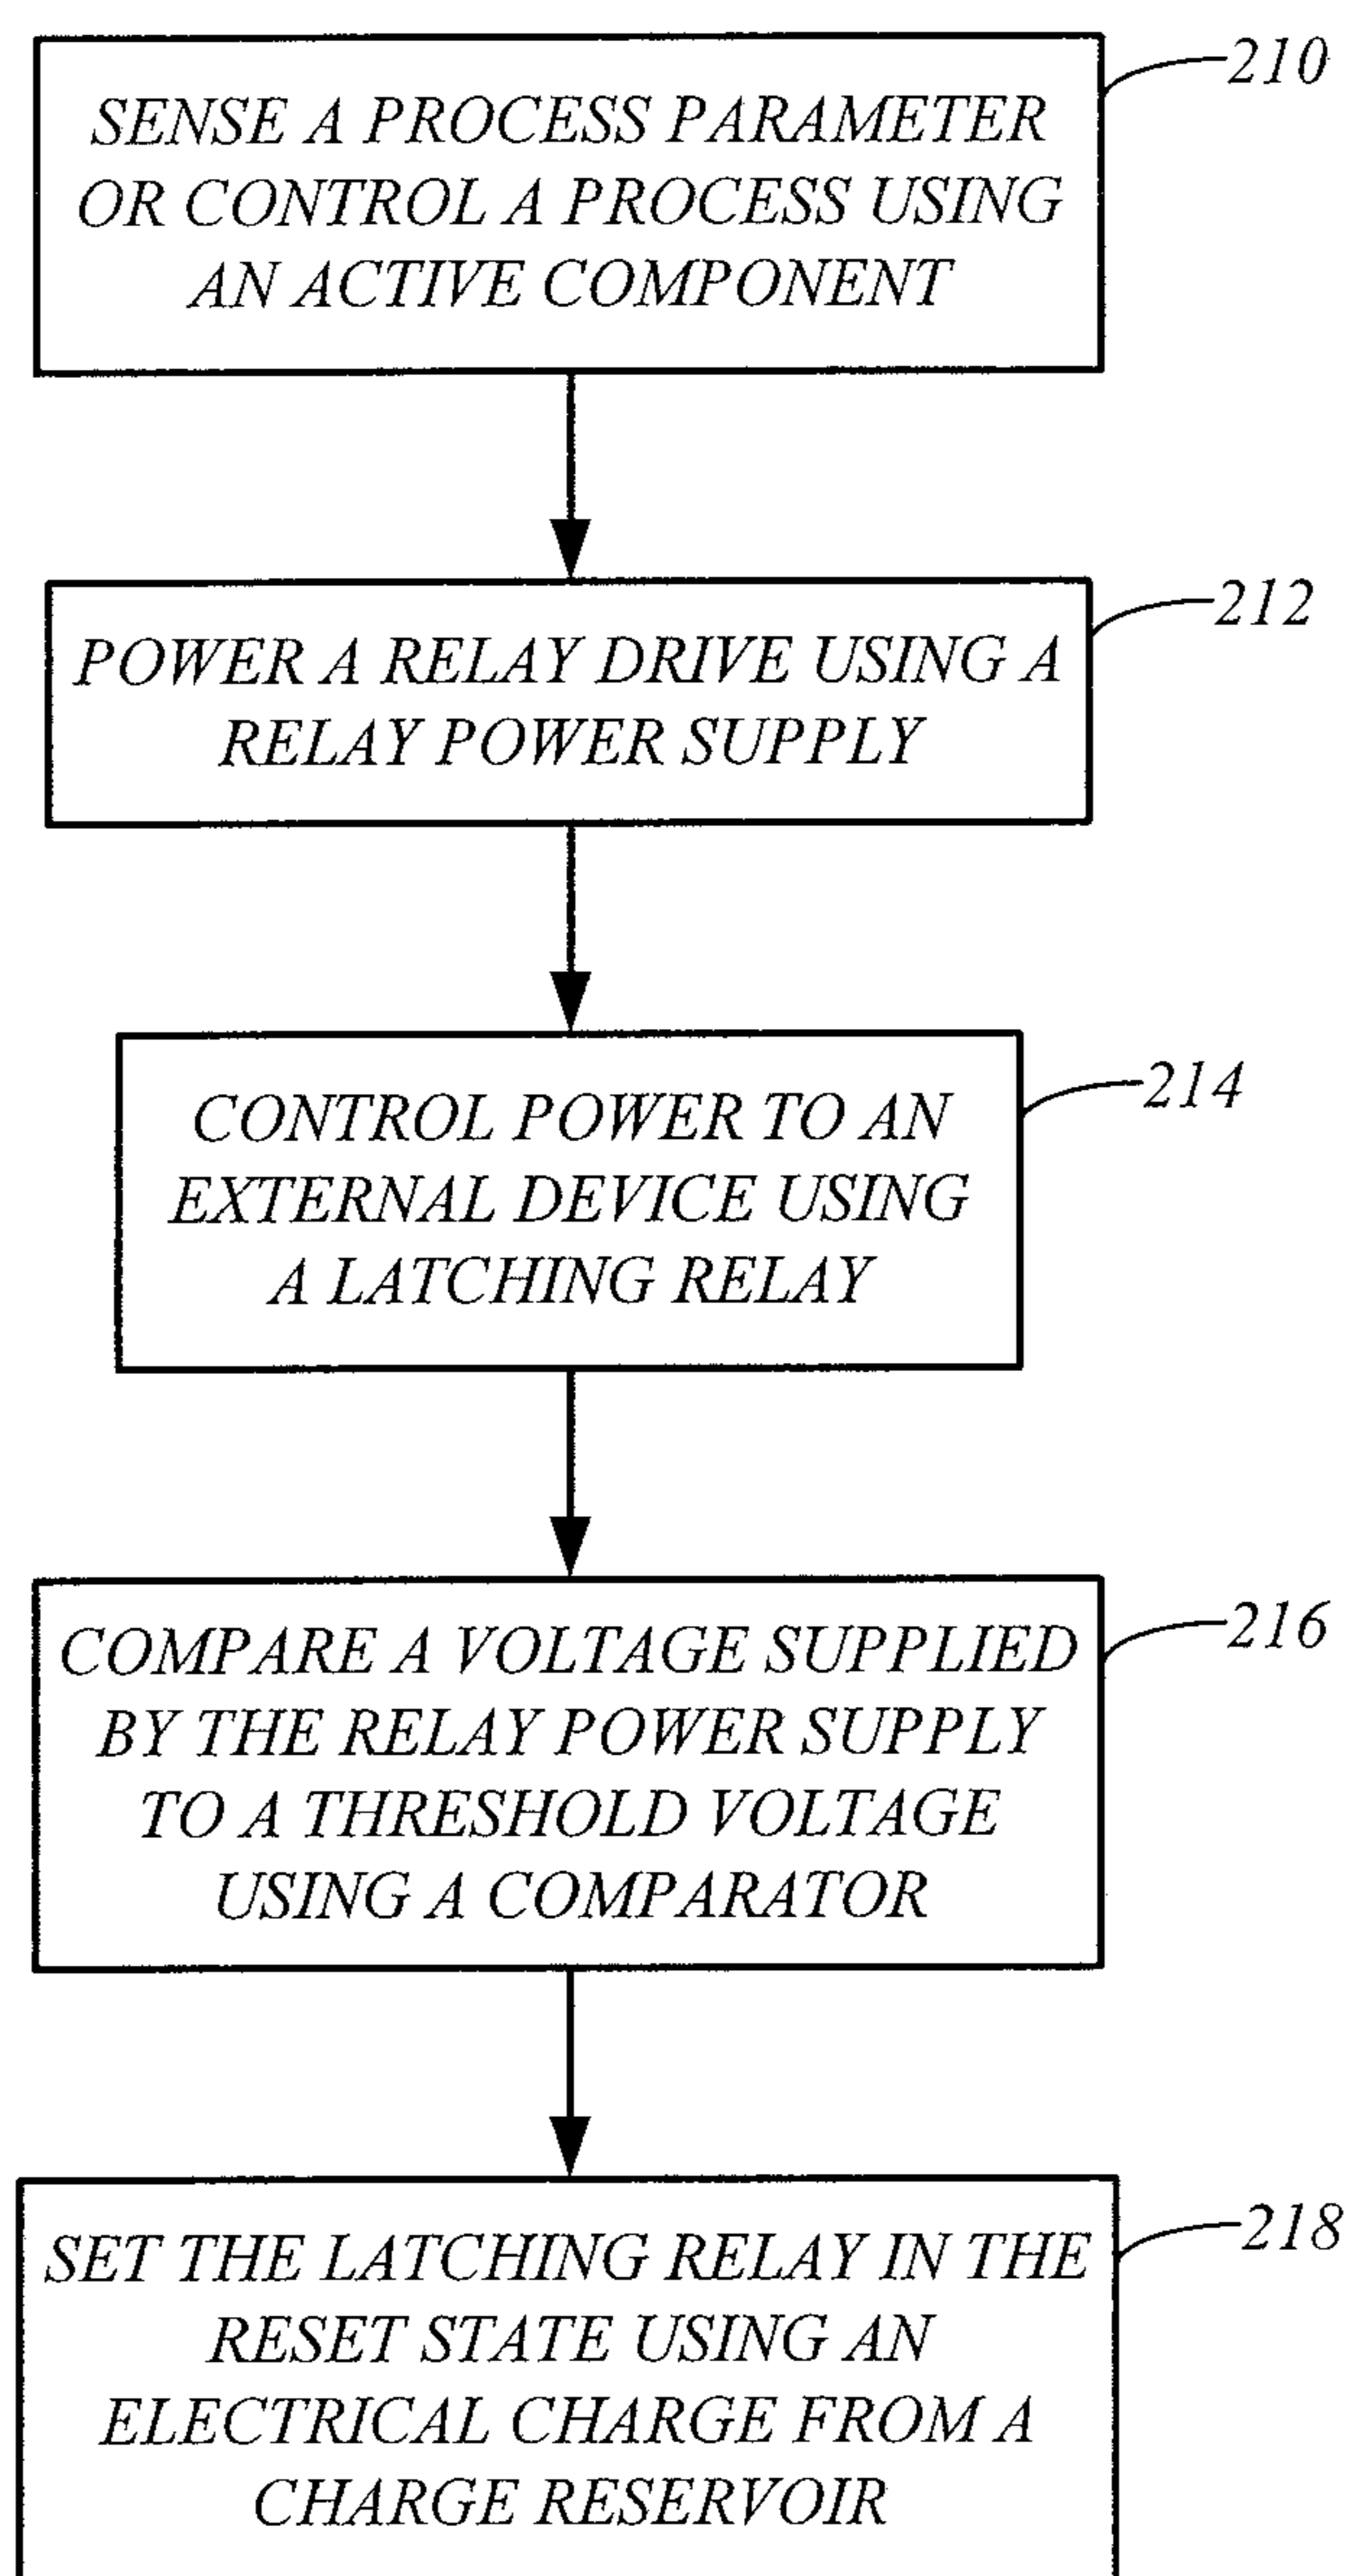 210
SENSE A PROCESS PARAMETER
OR CONTROL A PROCESS USING
AN ACTIVE COMPONENT
212
POWER A RELAY DRIVE USING A
RELAY POWER SUPPLY
214
CONTROL POWER TO AN
EXTERNAL DEVICE USING
A LATCHING RELAY
216
COMPARE A VOLTAGE SUPPLIED
BY THE RELAY POWER SUPPLY
TO A THRESHOLD VOLTAGE
USING A COMPARATOR
218
SET THE LATCHING RELAY IN THE
RESET STATE USING AN
ELECTRICAL CHARGE FROM A
CHARGE RESERVOIR